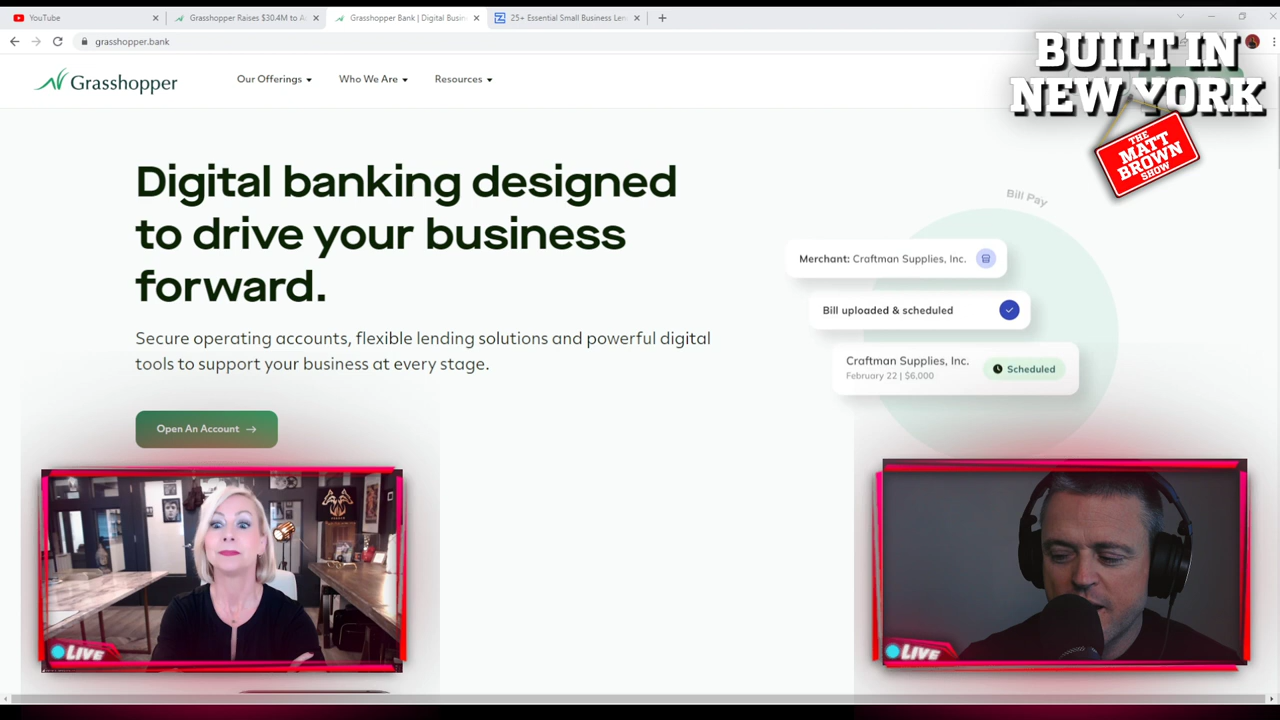 YouTube
Grasshopper Raises $30.4M to A
Grasshopper Bank | Digital Busin
25+ Essential Small Business Len
grasshopper.bank
BUILT IN
NEW YORK
THE
MATT
BROWN
SHOW
Grasshopper
Our Offerings
Who We Are
Resources
Digital banking designed
to drive your business
forward.
Secure operating accounts, flexible lending solutions and powerful digital
tools to support your business at every stage.
Open An Account →
Bill Pay
Merchant: Craftman Supplies, Inc.
Bill uploaded & scheduled
Craftman Supplies, Inc.
February 22 | $6,000
Scheduled
LIVE
LIVE